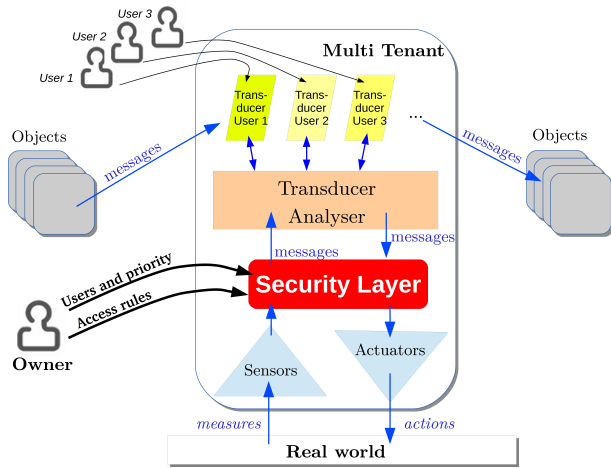 User 3
User 2
User 1
Multi Tenant
Trans-
ducer
User 1
Trans-
ducer
User 2
Trans-
ducer
User 3
...
Objects
messages
Objects
messages
Transducer
Analyser
messages
messages
Users and priority
Access rules
Security Layer
Owner
Sensors
Actuators
measures
actions
Real world